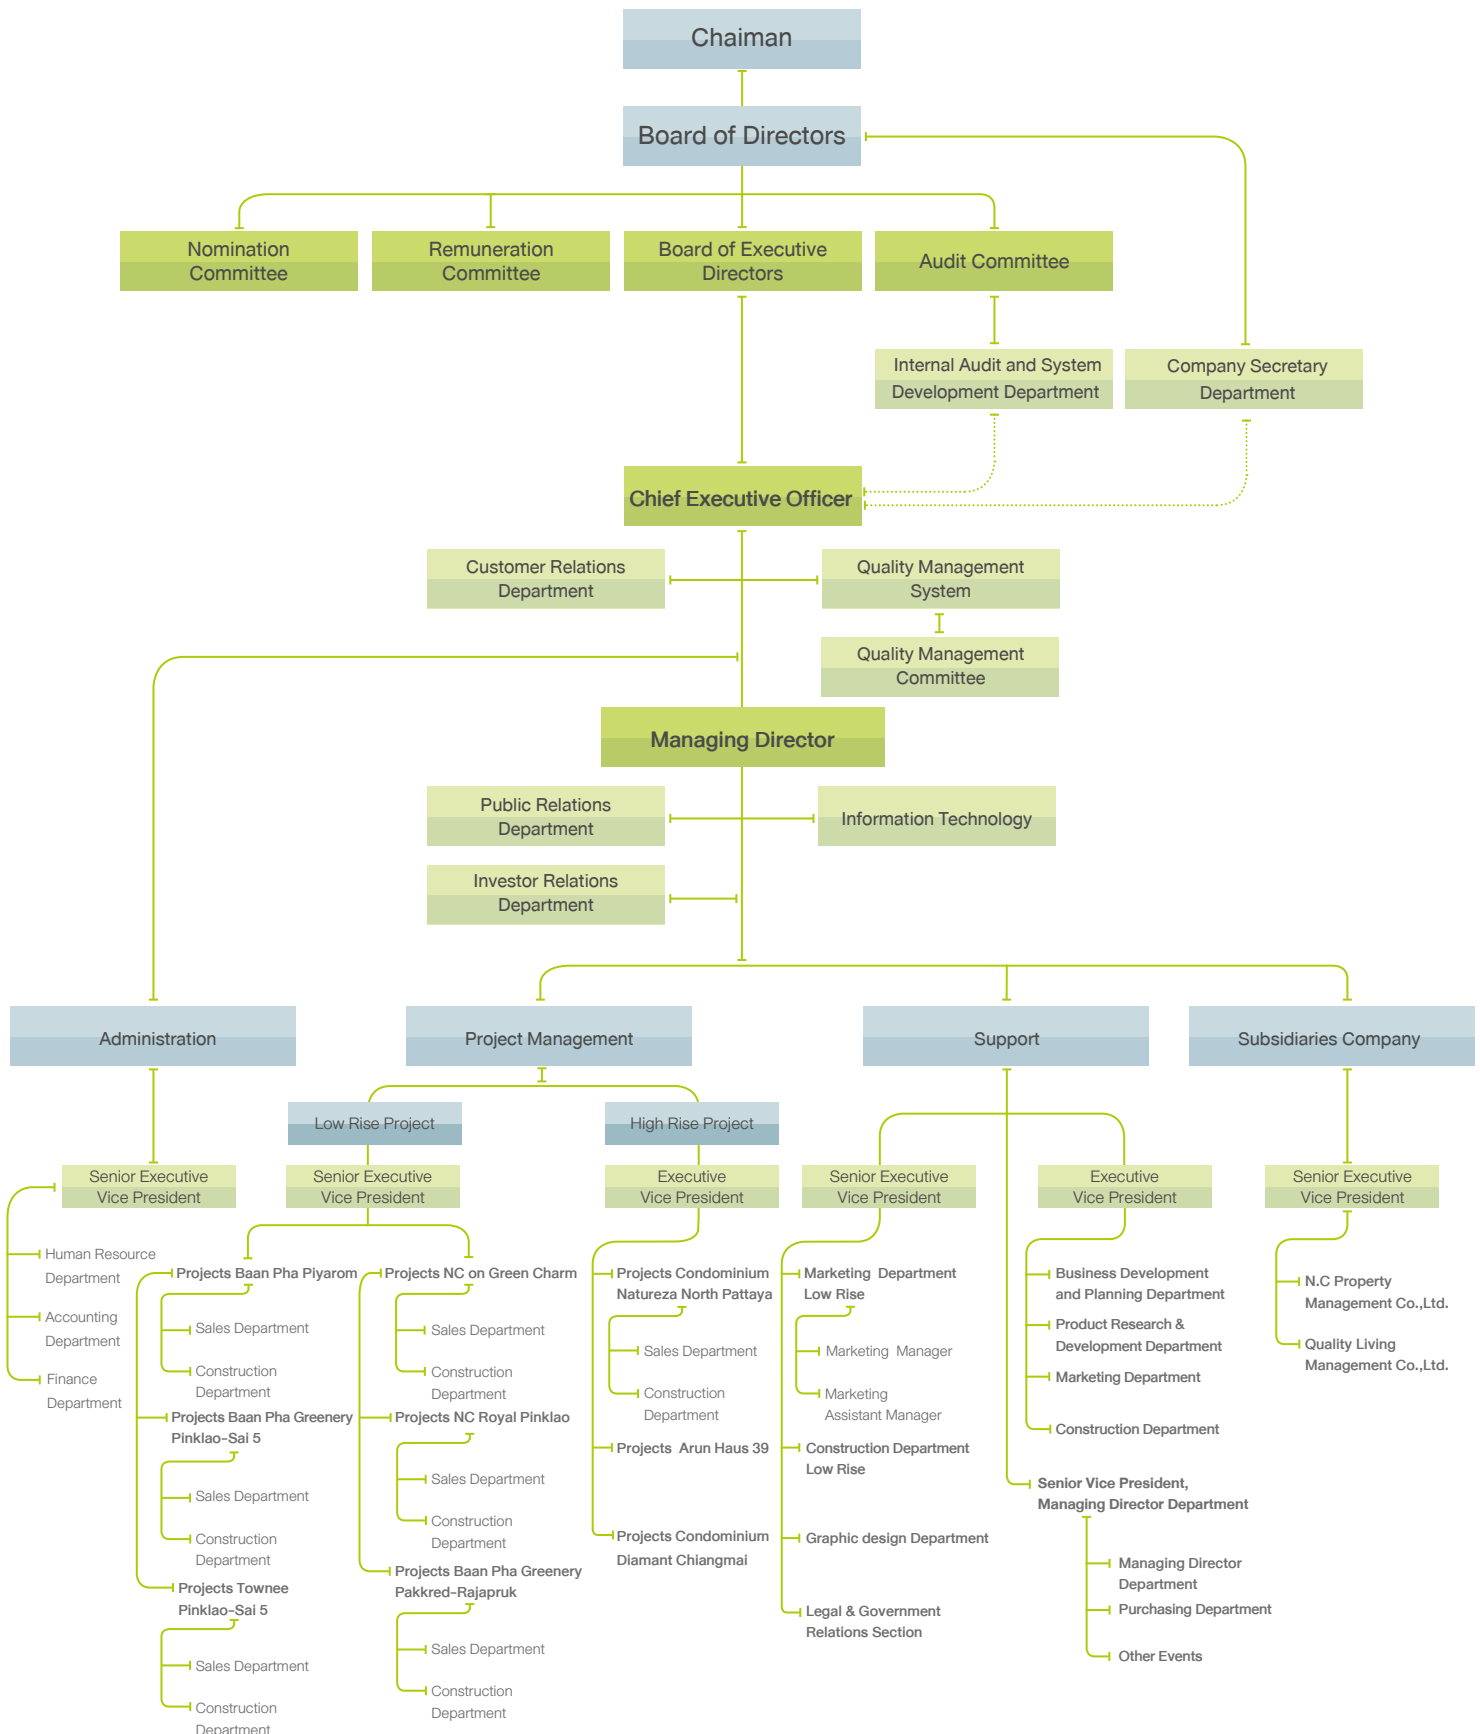 Chaiman
Board of Directors
Nomination
Committee
Remuneration
Committee
Board of Executive
Directors
Audit Committee
Internal Audit and System
Development Department
Company Secretary
Department
Chief Executive Officer
Customer Relations
Department
Quality Management
System
Quality Management
Committee
Managing Director
Public Relations
Department
Information Technology
Investor Relations
Department
Administration
Project Management
Support
Subsidiaries Company
Low Rise Project
High Rise Project
Senior Executive
Vice President
Human Resource
Department
Accounting
Department
Finance
Department
Senior Executive
Vice President
Projects Baan Pha Piyarom
Sales Department
Construction
Department
Projects Baan Pha Greenery
Pinklao-Sai 5
Sales Department
Construction
Department
Projects Townee
Pinklao-Sai 5
Sales Department
Construction
Department
Projects NC on Green Charm
Sales Department
Construction
Department
Projects NC Royal Pinklao
Sales Department
Construction
Department
Projects Baan Pha Greenery
Pakkred-Rajapruk
Sales Department
Construction
Department
Executive
Vice President
Projects Condominium
Natureza North Pattaya
Sales Department
Construction
Department
Projects Arun Haus 39
Projects Condominium
Diamant Chiangmai
Senior Executive
Vice President
Marketing Department
Low Rise
Marketing Manager
Marketing
Assistant Manager
Construction Department
Low Rise
Graphic design Department
Legal & Government
Relations Section
Executive
Vice President
Business Development
and Planning Department
Product Research &
Development Department
Marketing Department
Construction Department
Senior Vice President,
Managing Director Department
Managing Director
Department
Purchasing Department
Other Events
Senior Executive
Vice President
N.C Property
Management Co.,Ltd.
Quality Living
Management Co.,Ltd.